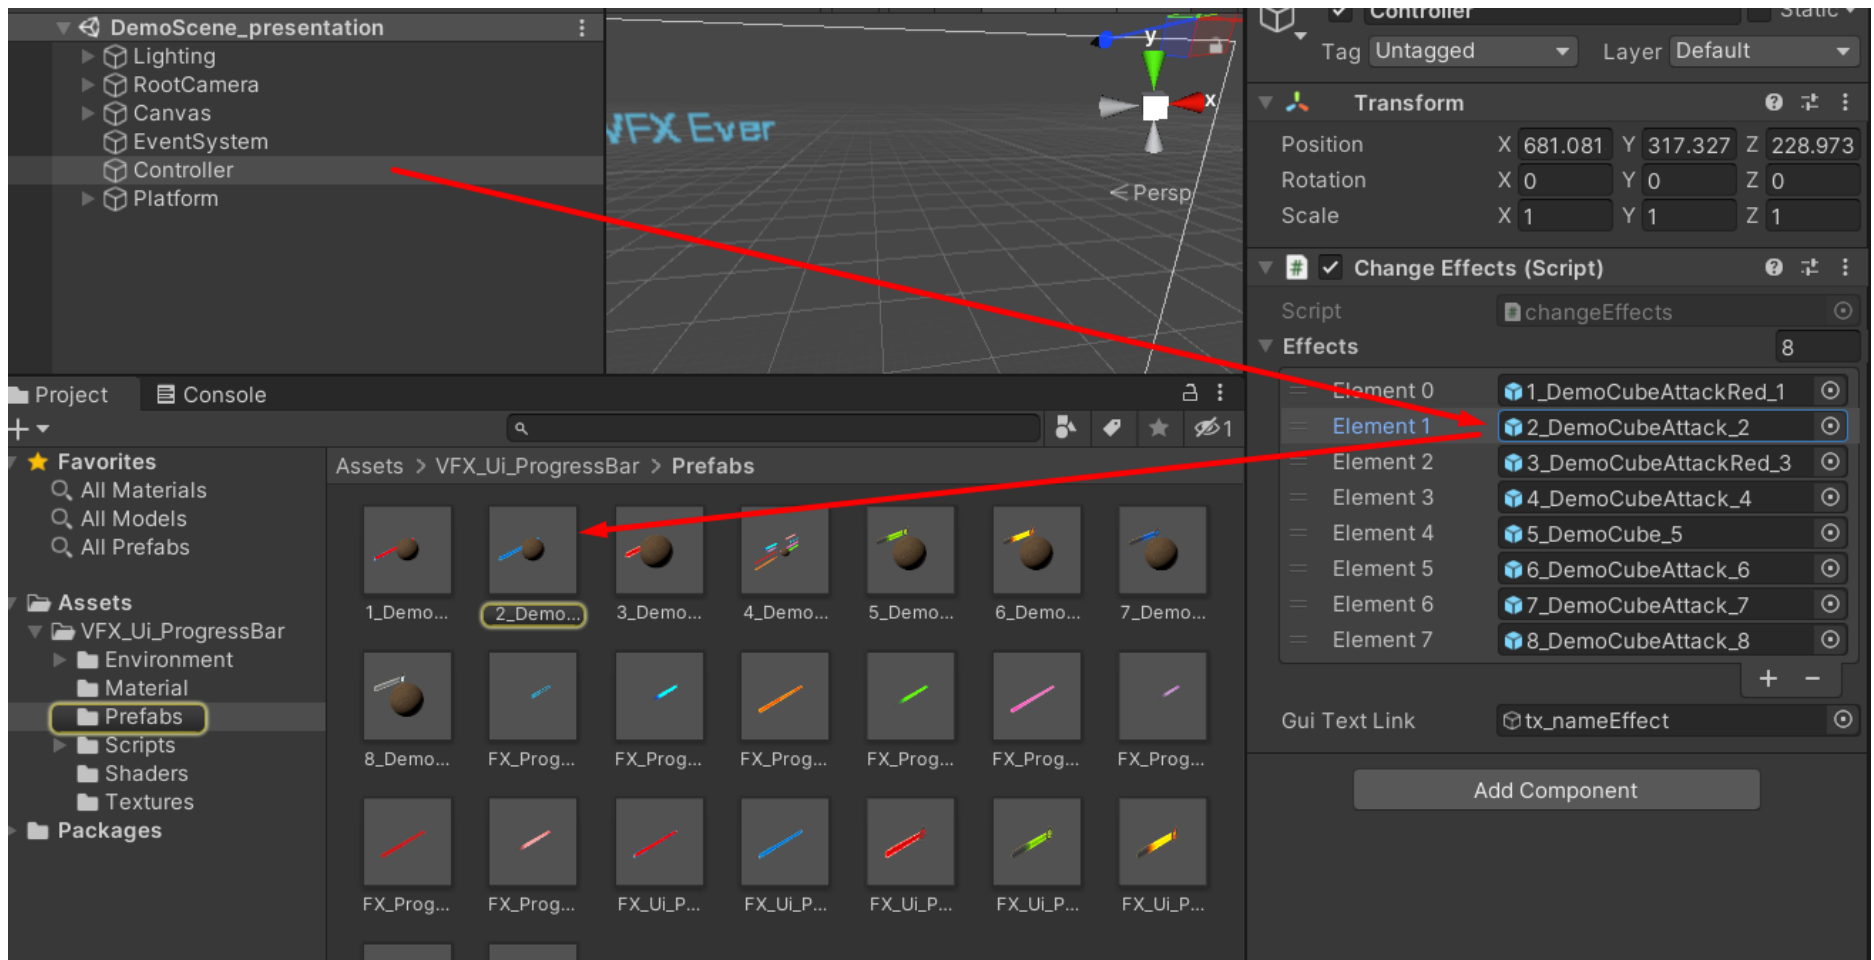 DemoScene_presentation
Lighting
RootCamera
Canvas
EventSystem
Controller
Platform
VFX Ever
y
x
Persp
Controller
Static
Tag Untagged Layer Default
Transform
Position X 681.081 Y 317.327 Z 228.973
Rotation X 0 Y 0 Z 0
Scale X 1 Y 1 Z 1
Change Effects (Script)
Script changeEffects
Effects 8
Element 0 1_DemoCubeAttackRed_1
Element 1 2_DemoCubeAttack_2
Element 2 3_DemoCubeAttackRed_3
Element 3 4_DemoCubeAttack_4
Element 4 5_DemoCube_5
Element 5 6_DemoCubeAttack_6
Element 6 7_DemoCubeAttack_7
Element 7 8_DemoCubeAttack_8
+ −
Gui Text Link tx_nameEffect
Add Component
Project Console
1
Favorites
All Materials
All Models
All Prefabs
Assets
VFX_Ui_ProgressBar
Environment
Material
Prefabs
Scripts
Shaders
Textures
Packages
Assets > VFX_Ui_ProgressBar > Prefabs
1_Demo... 2_Demo... 3_Demo... 4_Demo... 5_Demo... 6_Demo... 7_Demo...
8_Demo... FX_Prog... FX_Prog... FX_Prog... FX_Prog... FX_Prog... FX_Prog...
FX_Prog... FX_Prog... FX_Ui_P... FX_Ui_P... FX_Ui_P... FX_Ui_P... FX_Ui_P...